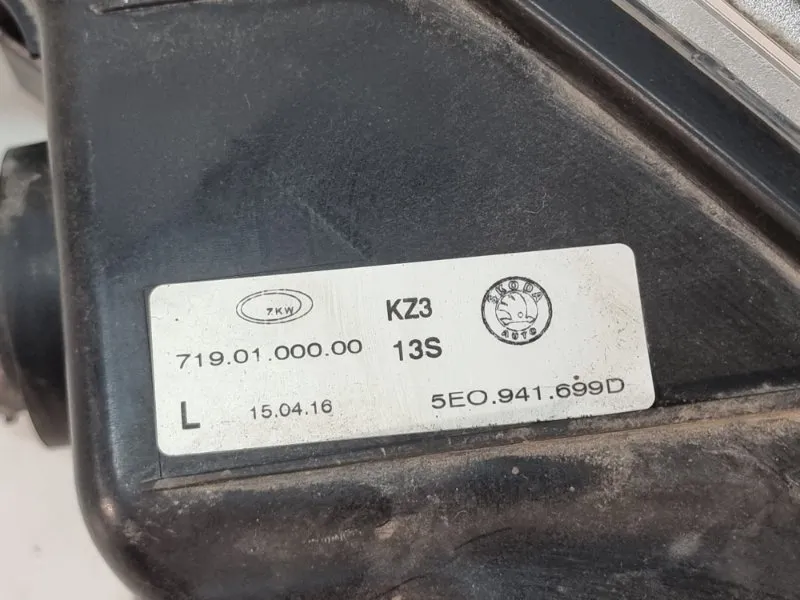 ZKW KZ3 ŠKODA AUTO
719.01.000.00 13S
L 15.04.16 5E0.941.699D